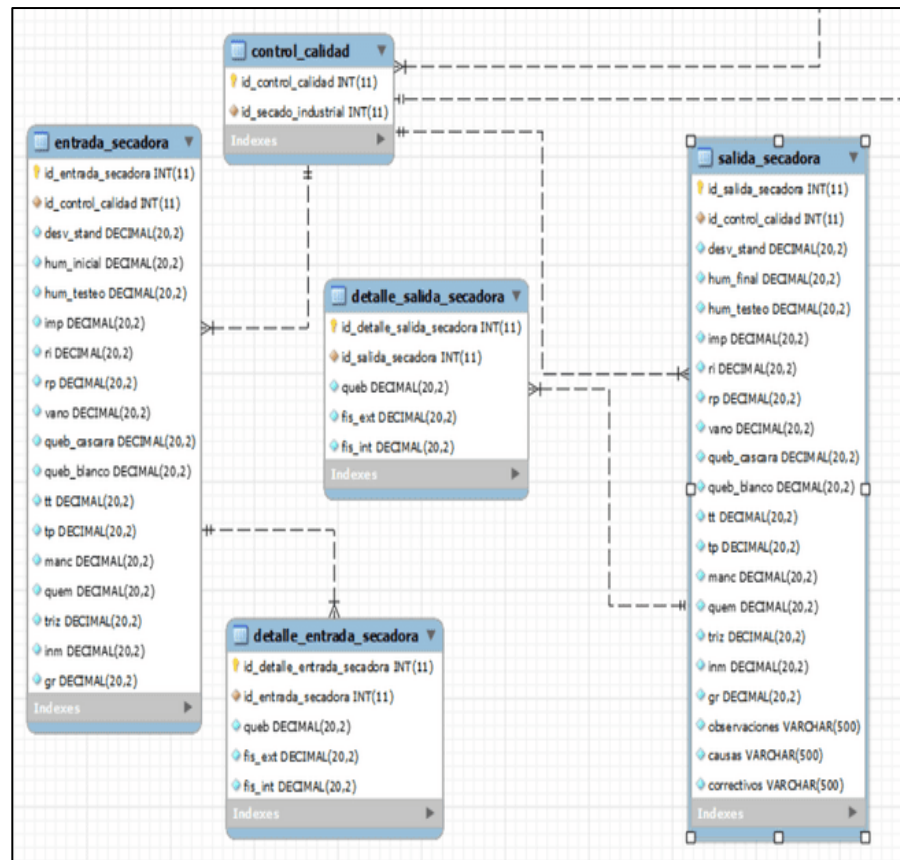 control_calidad
id_control_calidad INT(11)
id_secado_industrial INT(11)
Indexes
entrada_secadora
id_entrada_secadora INT(11)
id_control_calidad INT(11)
desv_stand DECIMAL(20,2)
hum_inicial DECIMAL(20,2)
hum_testeo DECIMAL(20,2)
imp DECIMAL(20,2)
ri DECIMAL(20,2)
rp DECIMAL(20,2)
vano DECIMAL(20,2)
queb_cascara DECIMAL(20,2)
queb_blanco DECIMAL(20,2)
tt DECIMAL(20,2)
tp DECIMAL(20,2)
manc DECIMAL(20,2)
quem DECIMAL(20,2)
triz DECIMAL(20,2)
inm DECIMAL(20,2)
gr DECIMAL(20,2)
Indexes
detalle_salida_secadora
id_detalle_salida_secadora INT(11)
id_salida_secadora INT(11)
queb DECIMAL(20,2)
fis_ext DECIMAL(20,2)
fis_int DECIMAL(20,2)
Indexes
detalle_entrada_secadora
id_detalle_entrada_secadora INT(11)
id_entrada_secadora INT(11)
queb DECIMAL(20,2)
fis_ext DECIMAL(20,2)
fis_int DECIMAL(20,2)
Indexes
salida_secadora
id_salida_secadora INT(11)
id_control_calidad INT(11)
desv_stand DECIMAL(20,2)
hum_final DECIMAL(20,2)
hum_testeo DECIMAL(20,2)
imp DECIMAL(20,2)
ri DECIMAL(20,2)
rp DECIMAL(20,2)
vano DECIMAL(20,2)
queb_cascara DECIMAL(20,2)
queb_blanco DECIMAL(20,2)
tt DECIMAL(20,2)
tp DECIMAL(20,2)
manc DECIMAL(20,2)
quem DECIMAL(20,2)
triz DECIMAL(20,2)
inm DECIMAL(20,2)
gr DECIMAL(20,2)
observaciones VARCHAR(500)
causas VARCHAR(500)
correctivos VARCHAR(500)
Indexes